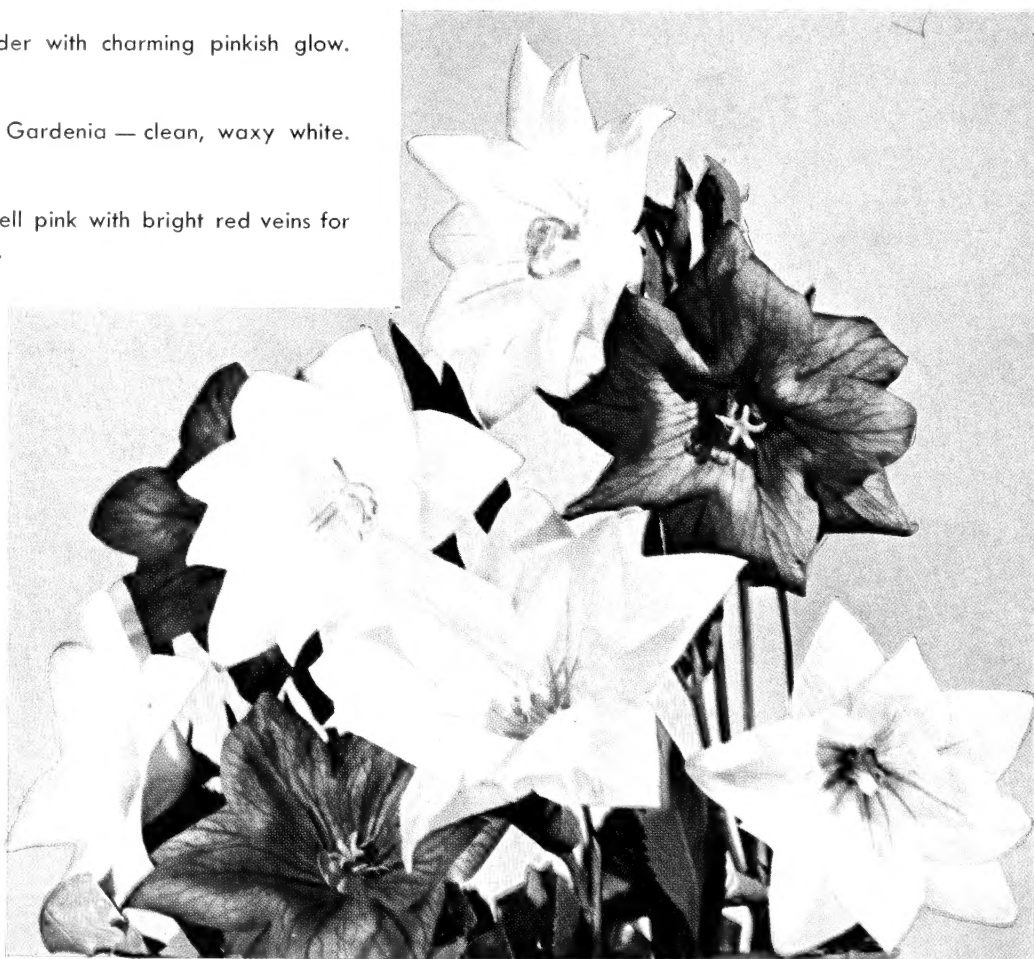 der with charming pinkish glow.
Gardenia — clean, waxy white.
ell pink with bright red veins for